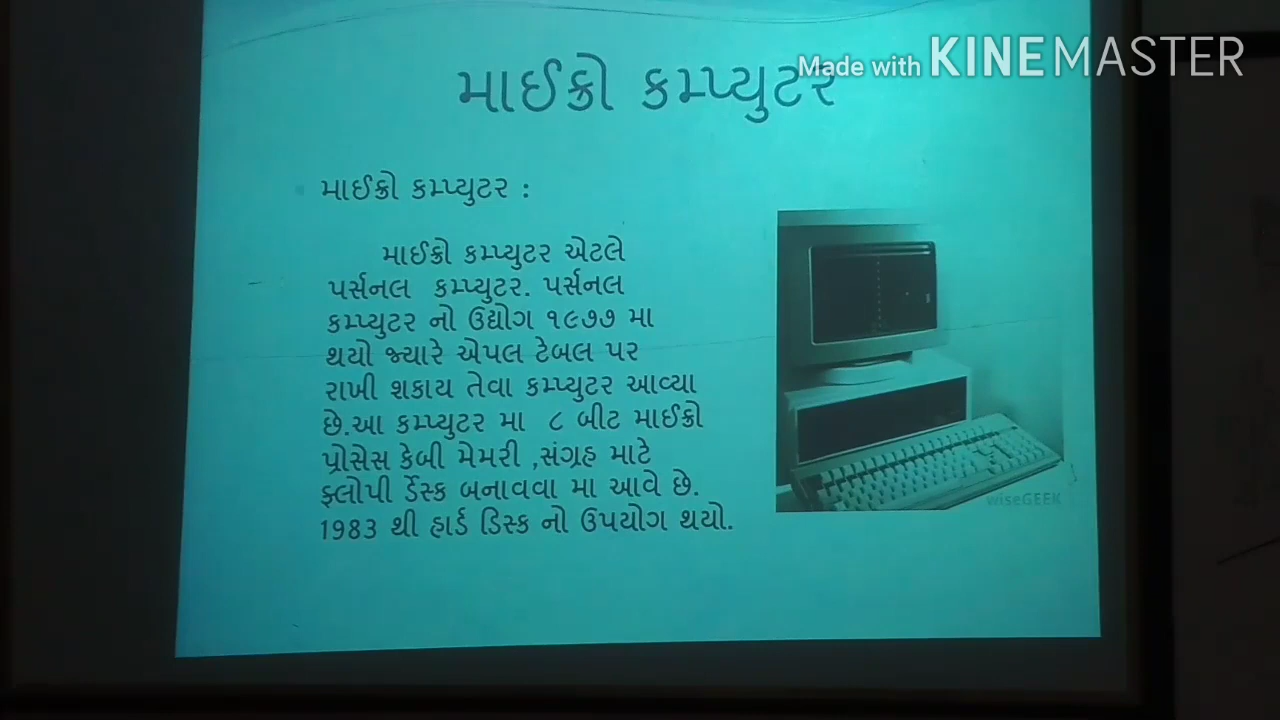 Made with KINEMASTER
માઈક્રો કમ્પ્યુટર
માઈક્રો કમ્પ્યુટર :
માઈક્રો કમ્પ્યુટર એટલે
પર્સનલ કમ્પ્યુટર. પર્સનલ
કમ્પ્યુટર નો ઉદ્યોગ ૧૯૭૭ મા
થયો જ્યારે એપલ ટેબલ પર
રાખી શકાય તેવા કમ્પ્યુટર આવ્યા
છે.આ કમ્પ્યુટર મા ૮ બીટ માઈક્રો
પ્રોસેસ કેબી મેમરી ,સંગ્રહ માટે
ફ્લોપી ડેસ્ક બનાવવા મા આવે છે.
1983 થી હાર્ડ ડિસ્ક નો ઉપયોગ થયો.
wiseGEEK